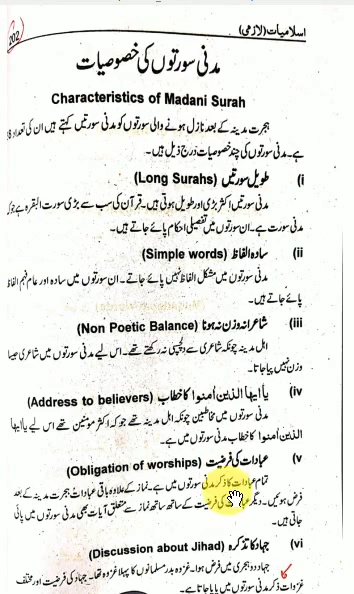 اسلامیات (لازمی)
202
مدنی سورتوں کی خصوصیات
Characteristics of Madani Surah
ہجرت مدینہ کے بعد نازل ہونے والی سورتوں کو مدنی سورتیں کہتے ہیں ان کی تعداد
ہے۔ مدنی سورتوں کی چند خصوصیات درج ذیل ہیں۔
(i طویل سورتیں (Long Surahs)
مدنی سورتیں اکثر بڑی اور طویل ہوتی ہیں۔ قرآن کی سب سے بڑی سورت البقرہ ہے جو
مدنی سورت ہے۔ ان سورتوں میں تفصیلی احکام پائے جاتے ہیں۔
(ii سادہ الفاظ (Simple words)
مدنی سورتوں میں مشکل الفاظ نہیں پائے جاتے۔ ان سورتوں میں سادہ اور عام فہم الفاظ
پائے جاتے ہیں۔
(iii شاعرانہ وزن نہ ہونا (Non Poetic Balance)
اہل مدینہ چونکہ شاعری سے دلچسپی نہ رکھتے تھے۔ اس لیے مدنی سورتوں میں شاعری جیسا
وزن نہیں پایا جاتا۔
(iv یا ایھا الذین اٰمنوا کا خطاب (Address to believers)
مدنی سورتوں میں مخاطبین چونکہ اہل مدینہ تھے جو کہ اکثر مومنین تھے اس لیے یا ایھا
الذین اٰمنوا کا خطاب مدنی سورتوں میں ہے۔
(v عبادات کی فرضیت (Obligation of worships)
تمام عبادات کا ذکر مدنی سورتوں میں ہے۔ نماز کے علاوہ باقی عبادات ہجرت مدینہ کے بعد
فرض ہوئیں۔ دیگر کی فرضیت کے ساتھ ساتھ نماز سے متعلق آیات بھی مدنی سورتوں میں پائی
جاتی ہیں۔
(vi جہاد کا تذکرہ (Discussion about Jihad)
جہاد دو ہجری میں فرض ہوا۔ غزوہ بدر مسلمانوں کا پہلا غزوہ تھا۔ جہاد کی فرضیت اور مختلف
غزوات کا ذکر مدنی سورتوں میں پایا جاتا ہے۔